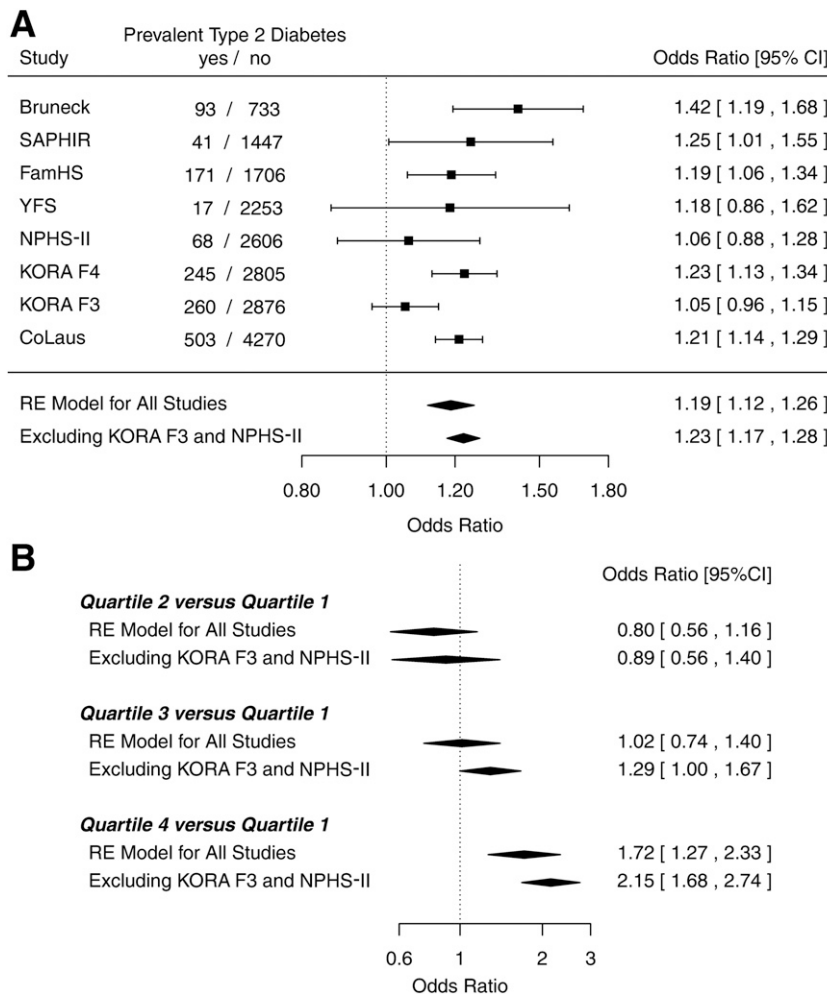 A
Prevalent Type 2 Diabetes
Study yes / no Odds Ratio [95% CI]
Bruneck 93 / 733 1.42 [ 1.19 , 1.68 ]
SAPHIR 41 / 1447 1.25 [ 1.01 , 1.55 ]
FamHS 171 / 1706 1.19 [ 1.06 , 1.34 ]
YFS 17 / 2253 1.18 [ 0.86 , 1.62 ]
NPHS-II 68 / 2606 1.06 [ 0.88 , 1.28 ]
KORA F4 245 / 2805 1.23 [ 1.13 , 1.34 ]
KORA F3 260 / 2876 1.05 [ 0.96 , 1.15 ]
CoLaus 503 / 4270 1.21 [ 1.14 , 1.29 ]
RE Model for All Studies 1.19 [ 1.12 , 1.26 ]
Excluding KORA F3 and NPHS-II 1.23 [ 1.17 , 1.28 ]
0.80 1.00 1.20 1.50 1.80
Odds Ratio
B
Odds Ratio [95%CI]
Quartile 2 versus Quartile 1
RE Model for All Studies 0.80 [ 0.56 , 1.16 ]
Excluding KORA F3 and NPHS-II 0.89 [ 0.56 , 1.40 ]
Quartile 3 versus Quartile 1
RE Model for All Studies 1.02 [ 0.74 , 1.40 ]
Excluding KORA F3 and NPHS-II 1.29 [ 1.00 , 1.67 ]
Quartile 4 versus Quartile 1
RE Model for All Studies 1.72 [ 1.27 , 2.33 ]
Excluding KORA F3 and NPHS-II 2.15 [ 1.68 , 2.74 ]
0.6 1 2 3
Odds Ratio